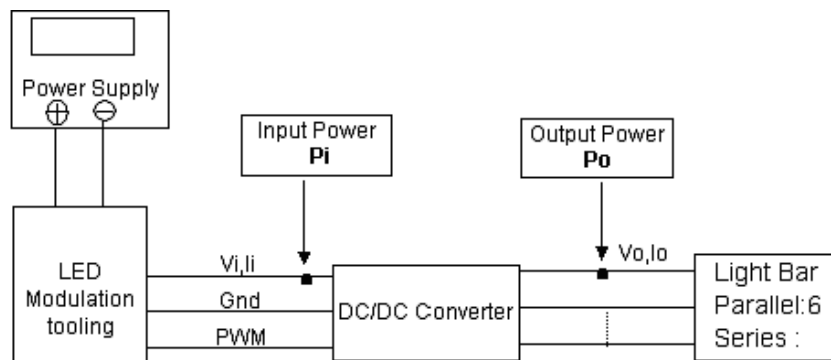 Power Supply
Input Power
Pi
Output Power
Po
LED
Modulation
tooling
Vi,Ii
Gnd
PWM
DC/DC Converter
Vo,Io
Light Bar
Parallel:6
Series :